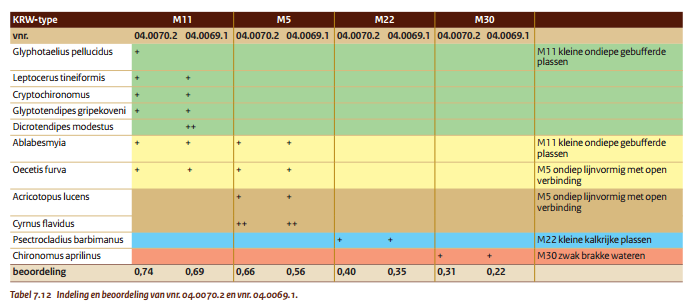 KRW-type M11 M5 M22 M30
vnr. 04.0070.2 04.0069.1 04.0070.2 04.0069.1 04.0070.2 04.0069.1 04.0070.2 04.0069.1
Glyphotaelius pellucidus + M11 kleine ondiepe gebufferde
plassen
Leptocerus tineiformis + +
Cryptochironomus + +
Glyptotendipes gripekoveni + +
Dicrotendipes modestus ++
Ablabesmyia + + + + M11 kleine ondiepe gebufferde
plassen
Oecetis furva + + + + M5 ondiep lijnvormig met open
verbinding
Acricotopus lucens + + M5 ondiep lijnvormig met open
verbinding
Cyrnus flavidus ++ ++
Psectrocladius barbimanus + + M22 kleine kalkrijke plassen
Chironomus aprilinus + + M30 zwak brakke wateren
beoordeling 0,74 0,69 0,66 0,56 0,40 0,35 0,31 0,22
Tabel 7.12 Indeling en beoordeling van vnr. 04.0070.2 en vnr. 04.0069.1.